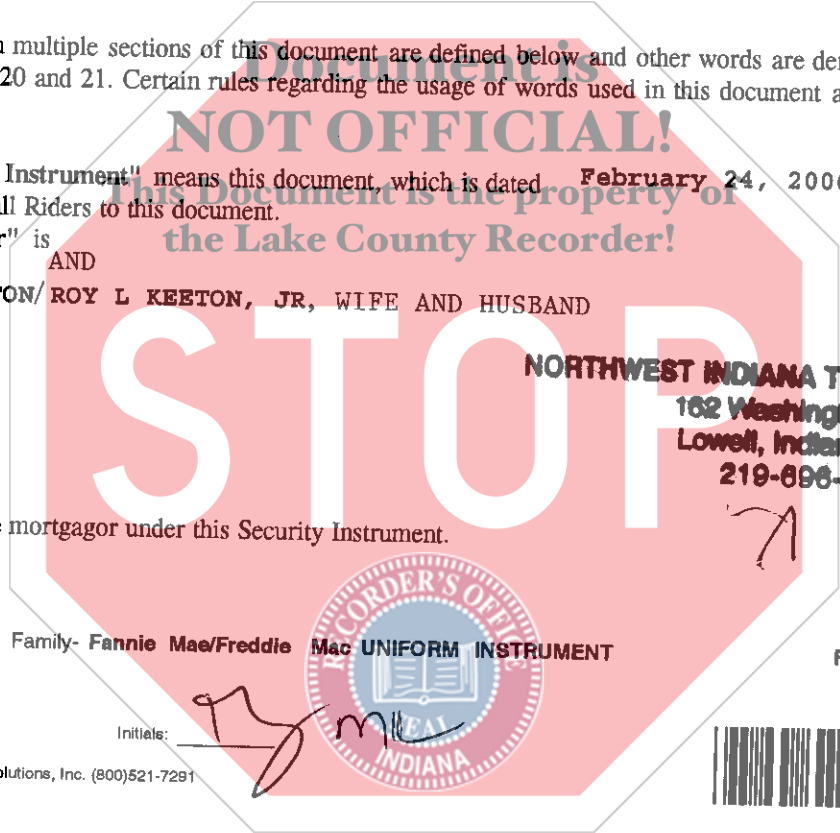 multiple sections of this document are defined below and other words are
20 and 21. Certain rules regarding the usage of words used in this document
Document is
NOT OFFICIAL!
Instrument" means this document, which is dated February 24, 200
This Document is the property of
ll Riders to this document.
r" is
the Lake County Recorder!
AND
ON/ROY L KEETON, JR, WIFE AND HUSBAND
STOP
NORTHWEST INDIANA T
162 Washing
Lowell, Indian
219-696-
mortgagor under this Security Instrument.
RECORDER'S OFFICE
Family- Fannie Mae/Freddie Mac UNIFORM INSTRUMENT
SEAL
INDIANA
Initials:
olutions, Inc. (800)521-7291